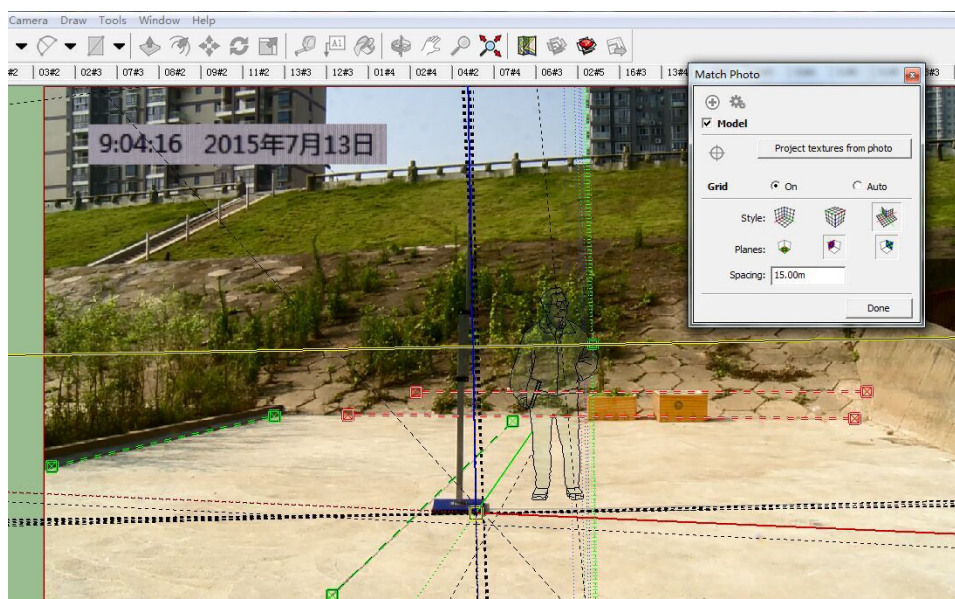 Camera Draw Tools Window Help
#2 03#2 02#3 07#3 08#2 09#2 11#2 13#3 12#3 01#4 02#4 04#2 07#4 06#3 02#5 16#3 13#4 #3
Match Photo
9:04:16 2015年7月13日
Model
Project textures from photo
Grid On Auto
Style:
Planes:
Spacing: 15.00m
Done